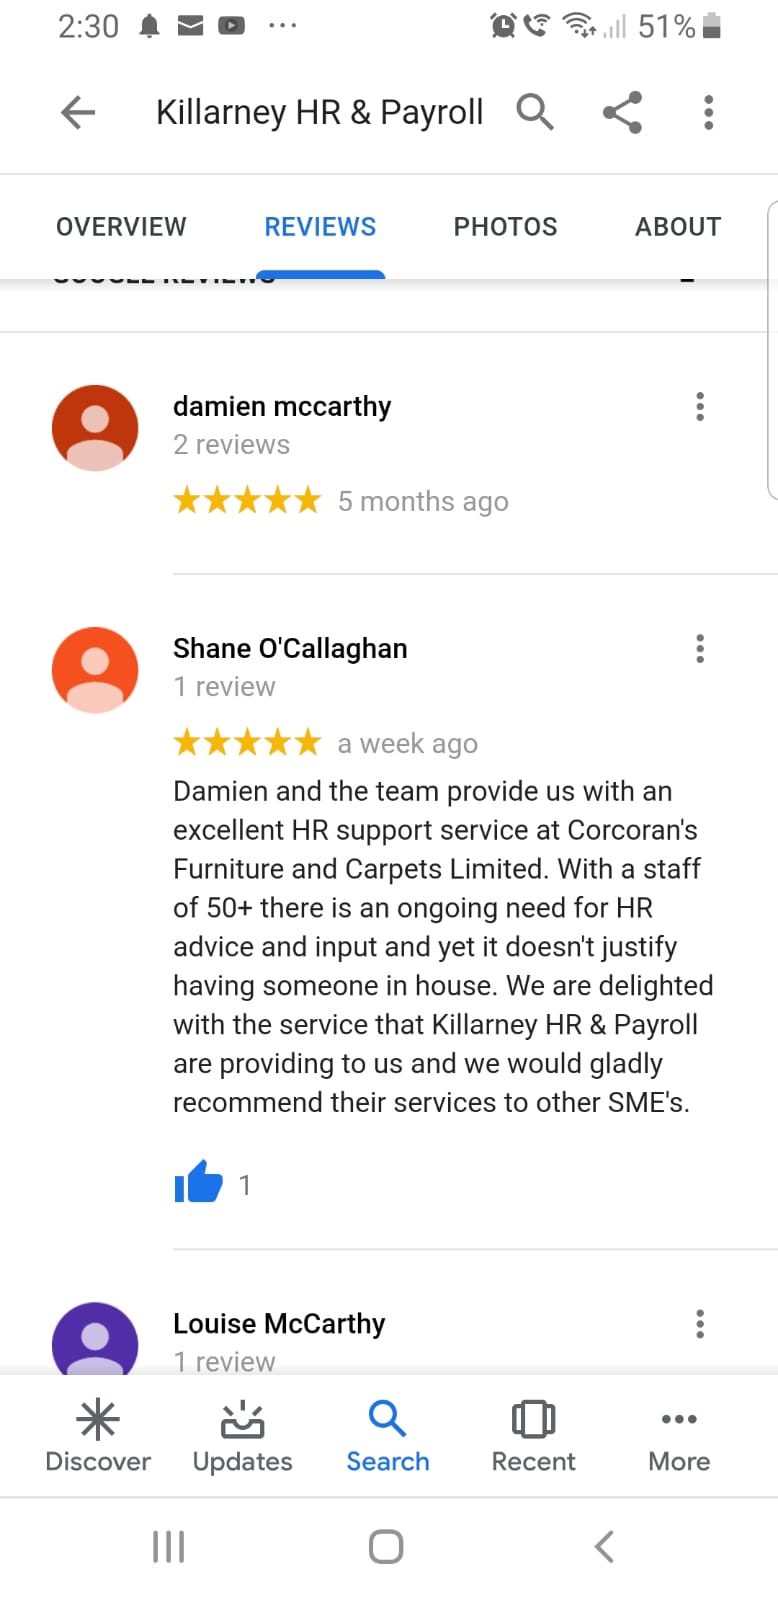 2:30 51%
Killarney HR & Payroll
OVERVIEW REVIEWS PHOTOS ABOUT
damien mccarthy
2 reviews
5 months ago
Shane O'Callaghan
1 review
a week ago
Damien and the team provide us with an
excellent HR support service at Corcoran's
Furniture and Carpets Limited. With a staff
of 50+ there is an ongoing need for HR
advice and input and yet it doesn't justify
having someone in house. We are delighted
with the service that Killarney HR & Payroll
are providing to us and we would gladly
recommend their services to other SME's.
1
Louise McCarthy
1 review
Discover Updates Search Recent More